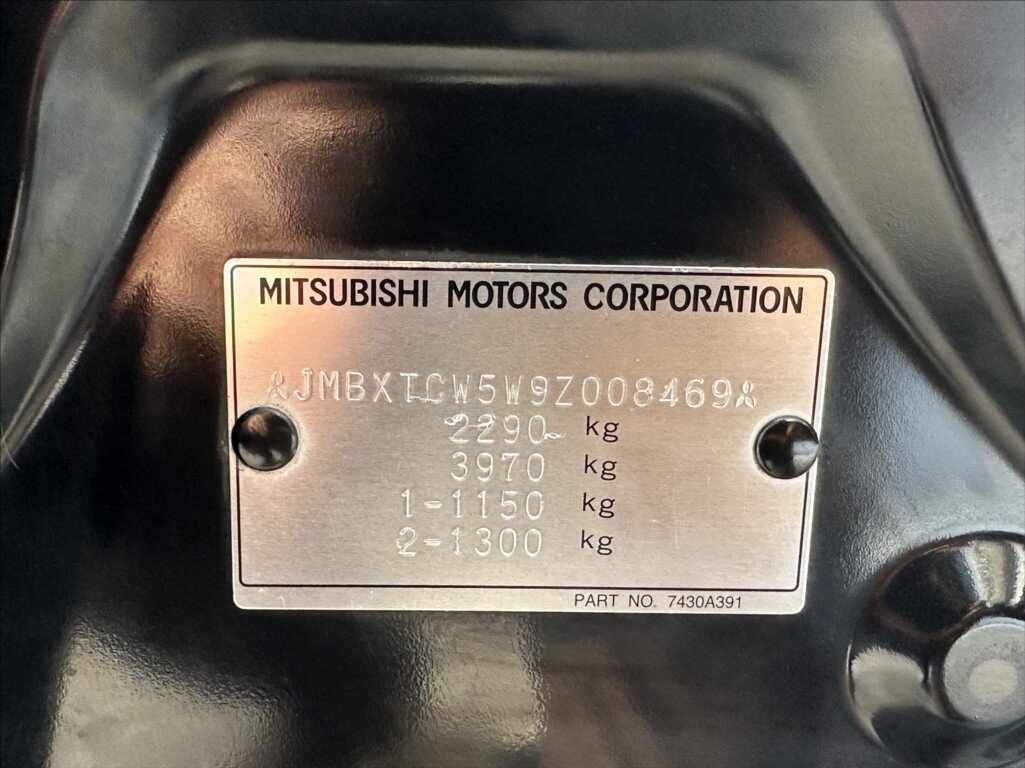 MITSUBISHI MOTORS CORPORATION
JMBXTCW5W9Z008469
2290 kg
3970 kg
1-1150 kg
2-1300 kg
PART NO. 7430A391